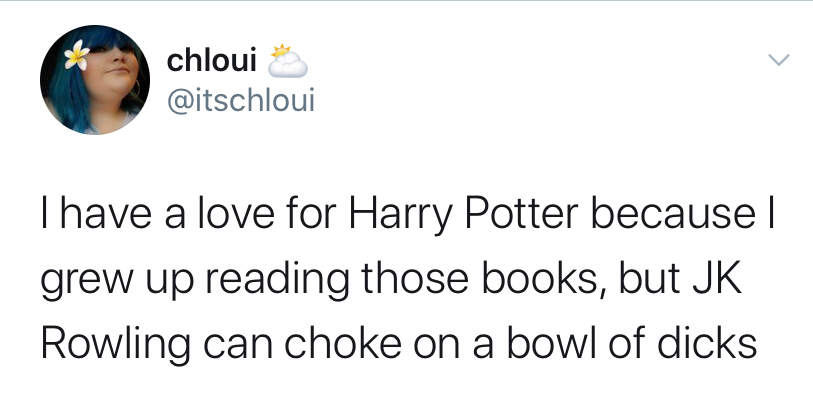 chloui 🌤
@itschloui
I have a love for Harry Potter because I
grew up reading those books, but JK
Rowling can choke on a bowl of dicks